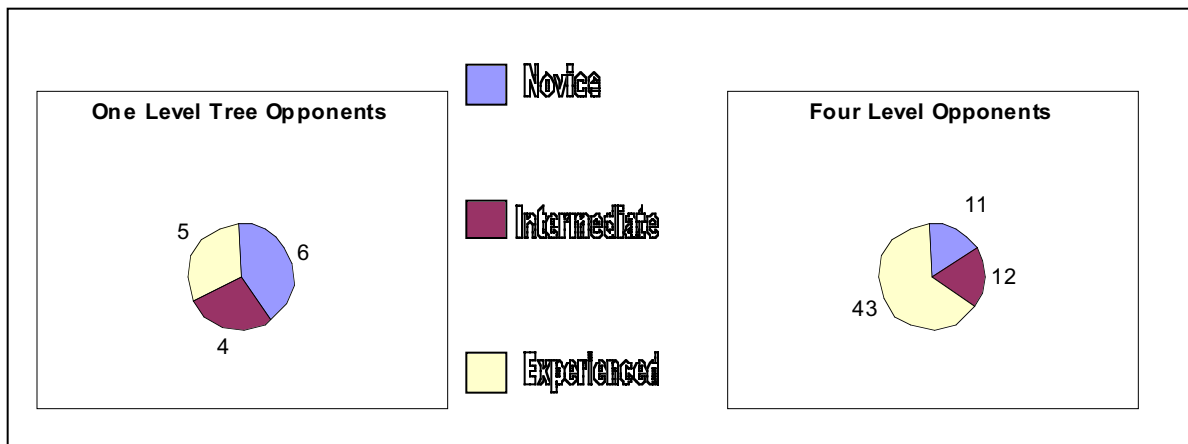 One Level Tree Opponents
5
6
4
Novice
Intermediate
Experienced
Four Level Opponents
11
12
43